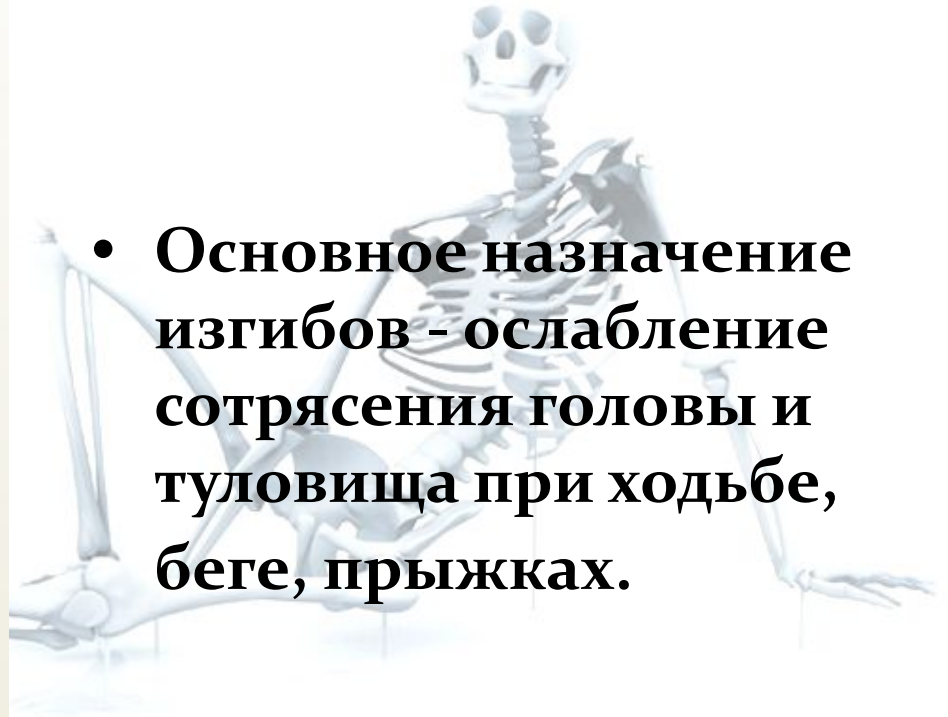 • Основное назначение
изгибов - ослабление
сотрясения головы и
туловища при ходьбе,
беге, прыжках.